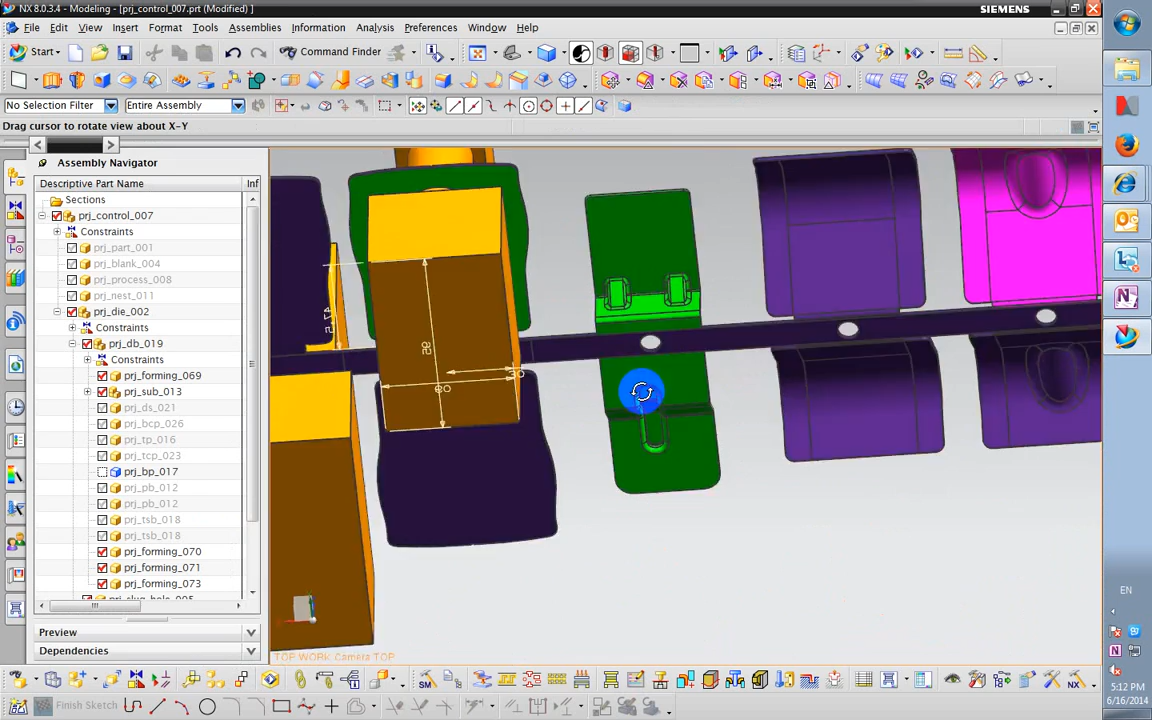 NX 8.0.3.4 - Modeling - [prj_control_007.prt (Modified) ]
SIEMENS
File Edit View Insert Format Tools Assemblies Information Analysis Preferences Window Help
Start
Command Finder
No Selection Filter
Entire Assembly
Drag cursor to rotate view about X-Y
Assembly Navigator
Descriptive Part Name
Inf
Sections
prj_control_007
Constraints
prj_part_001
prj_blank_004
prj_process_008
prj_nest_011
prj_die_002
Constraints
prj_db_019
Constraints
prj_forming_069
prj_sub_013
prj_ds_021
prj_bcp_026
prj_tp_016
prj_tcp_023
prj_bp_017
prj_pb_012
prj_pb_012
prj_tsb_018
prj_tsb_018
prj_forming_070
prj_forming_071
prj_forming_073
Preview
Dependencies
TOP WORK Camera TOP
Finish Sketch
SM
NX
EN
5:12 PM
6/16/2014